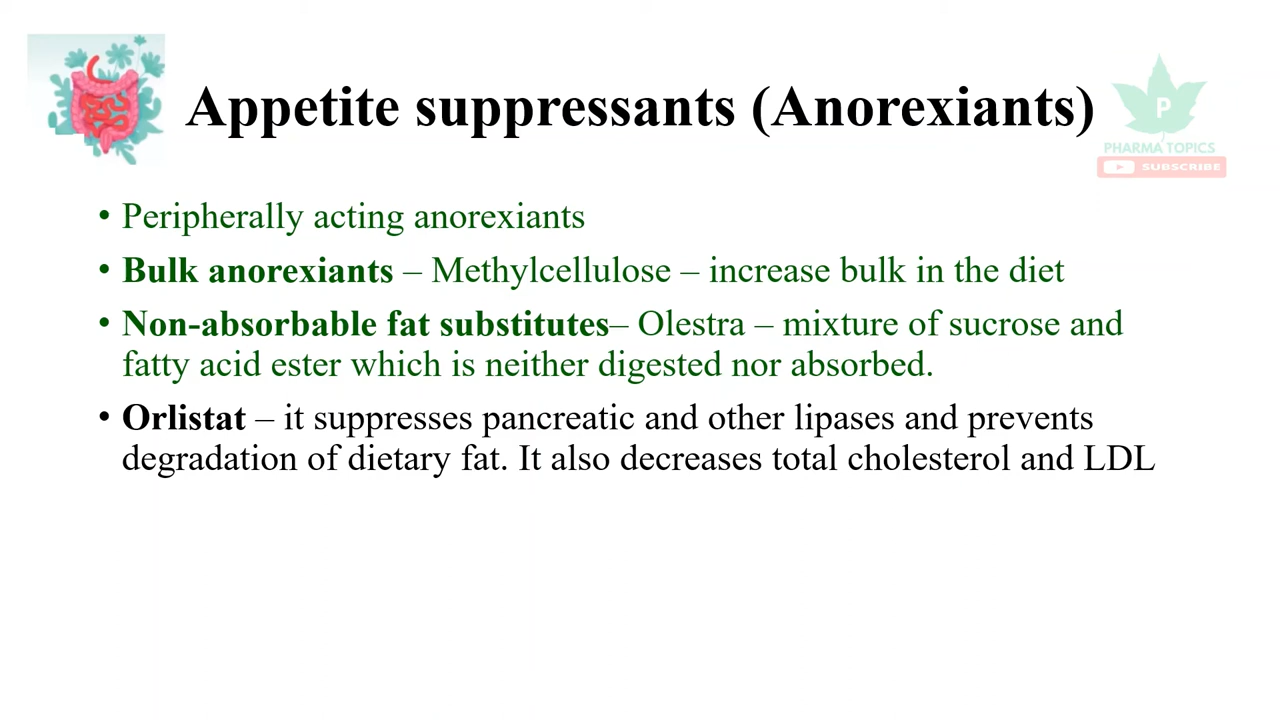 Appetite suppressants (Anorexiants)
P
PHARMA TOPICS
SUBSCRIBE
• Peripherally acting anorexiants
• Bulk anorexiants – Methylcellulose – increase bulk in the diet
• Non-absorbable fat substitutes– Olestra – mixture of sucrose and
fatty acid ester which is neither digested nor absorbed.
• Orlistat – it suppresses pancreatic and other lipases and prevents
degradation of dietary fat. It also decreases total cholesterol and LDL